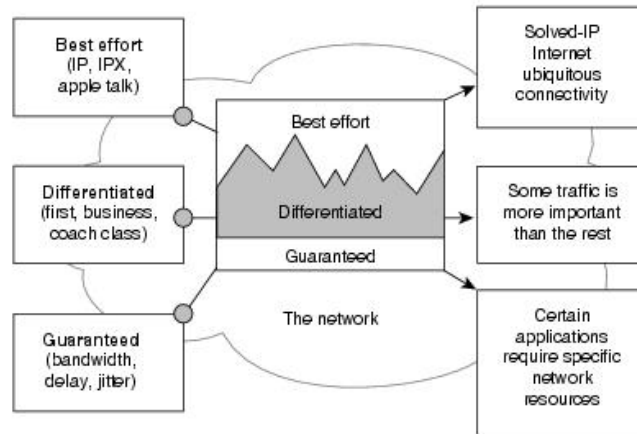 Best effort
(IP, IPX,
apple talk)
Differentiated
(first, business,
coach class)
Guaranteed
(bandwidth,
delay, jitter)
Best effort
Differentiated
Guaranteed
The network
Solved-IP
Internet
ubiquitous
connectivity
Some traffic is
more important
than the rest
Certain
applications
require specific
network
resources